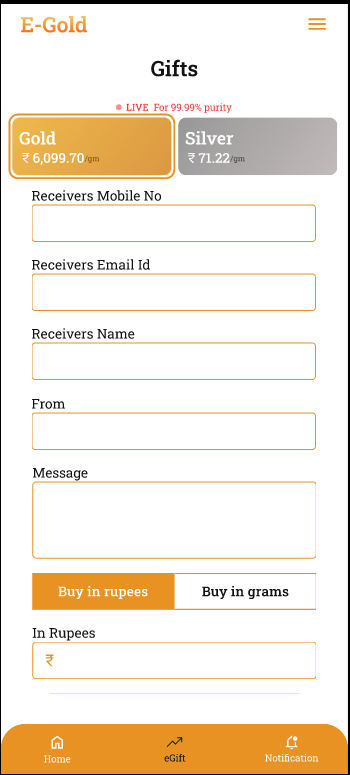 E-Gold
Gifts
LIVE For 99.99% purity
Gold
₹ 6,099.70/gm
Silver
₹ 71.22/gm
Receivers Mobile No
Receivers Email Id
Receivers Name
From
Message
Buy in rupees
Buy in grams
In Rupees
₹
Home
eGift
Notification